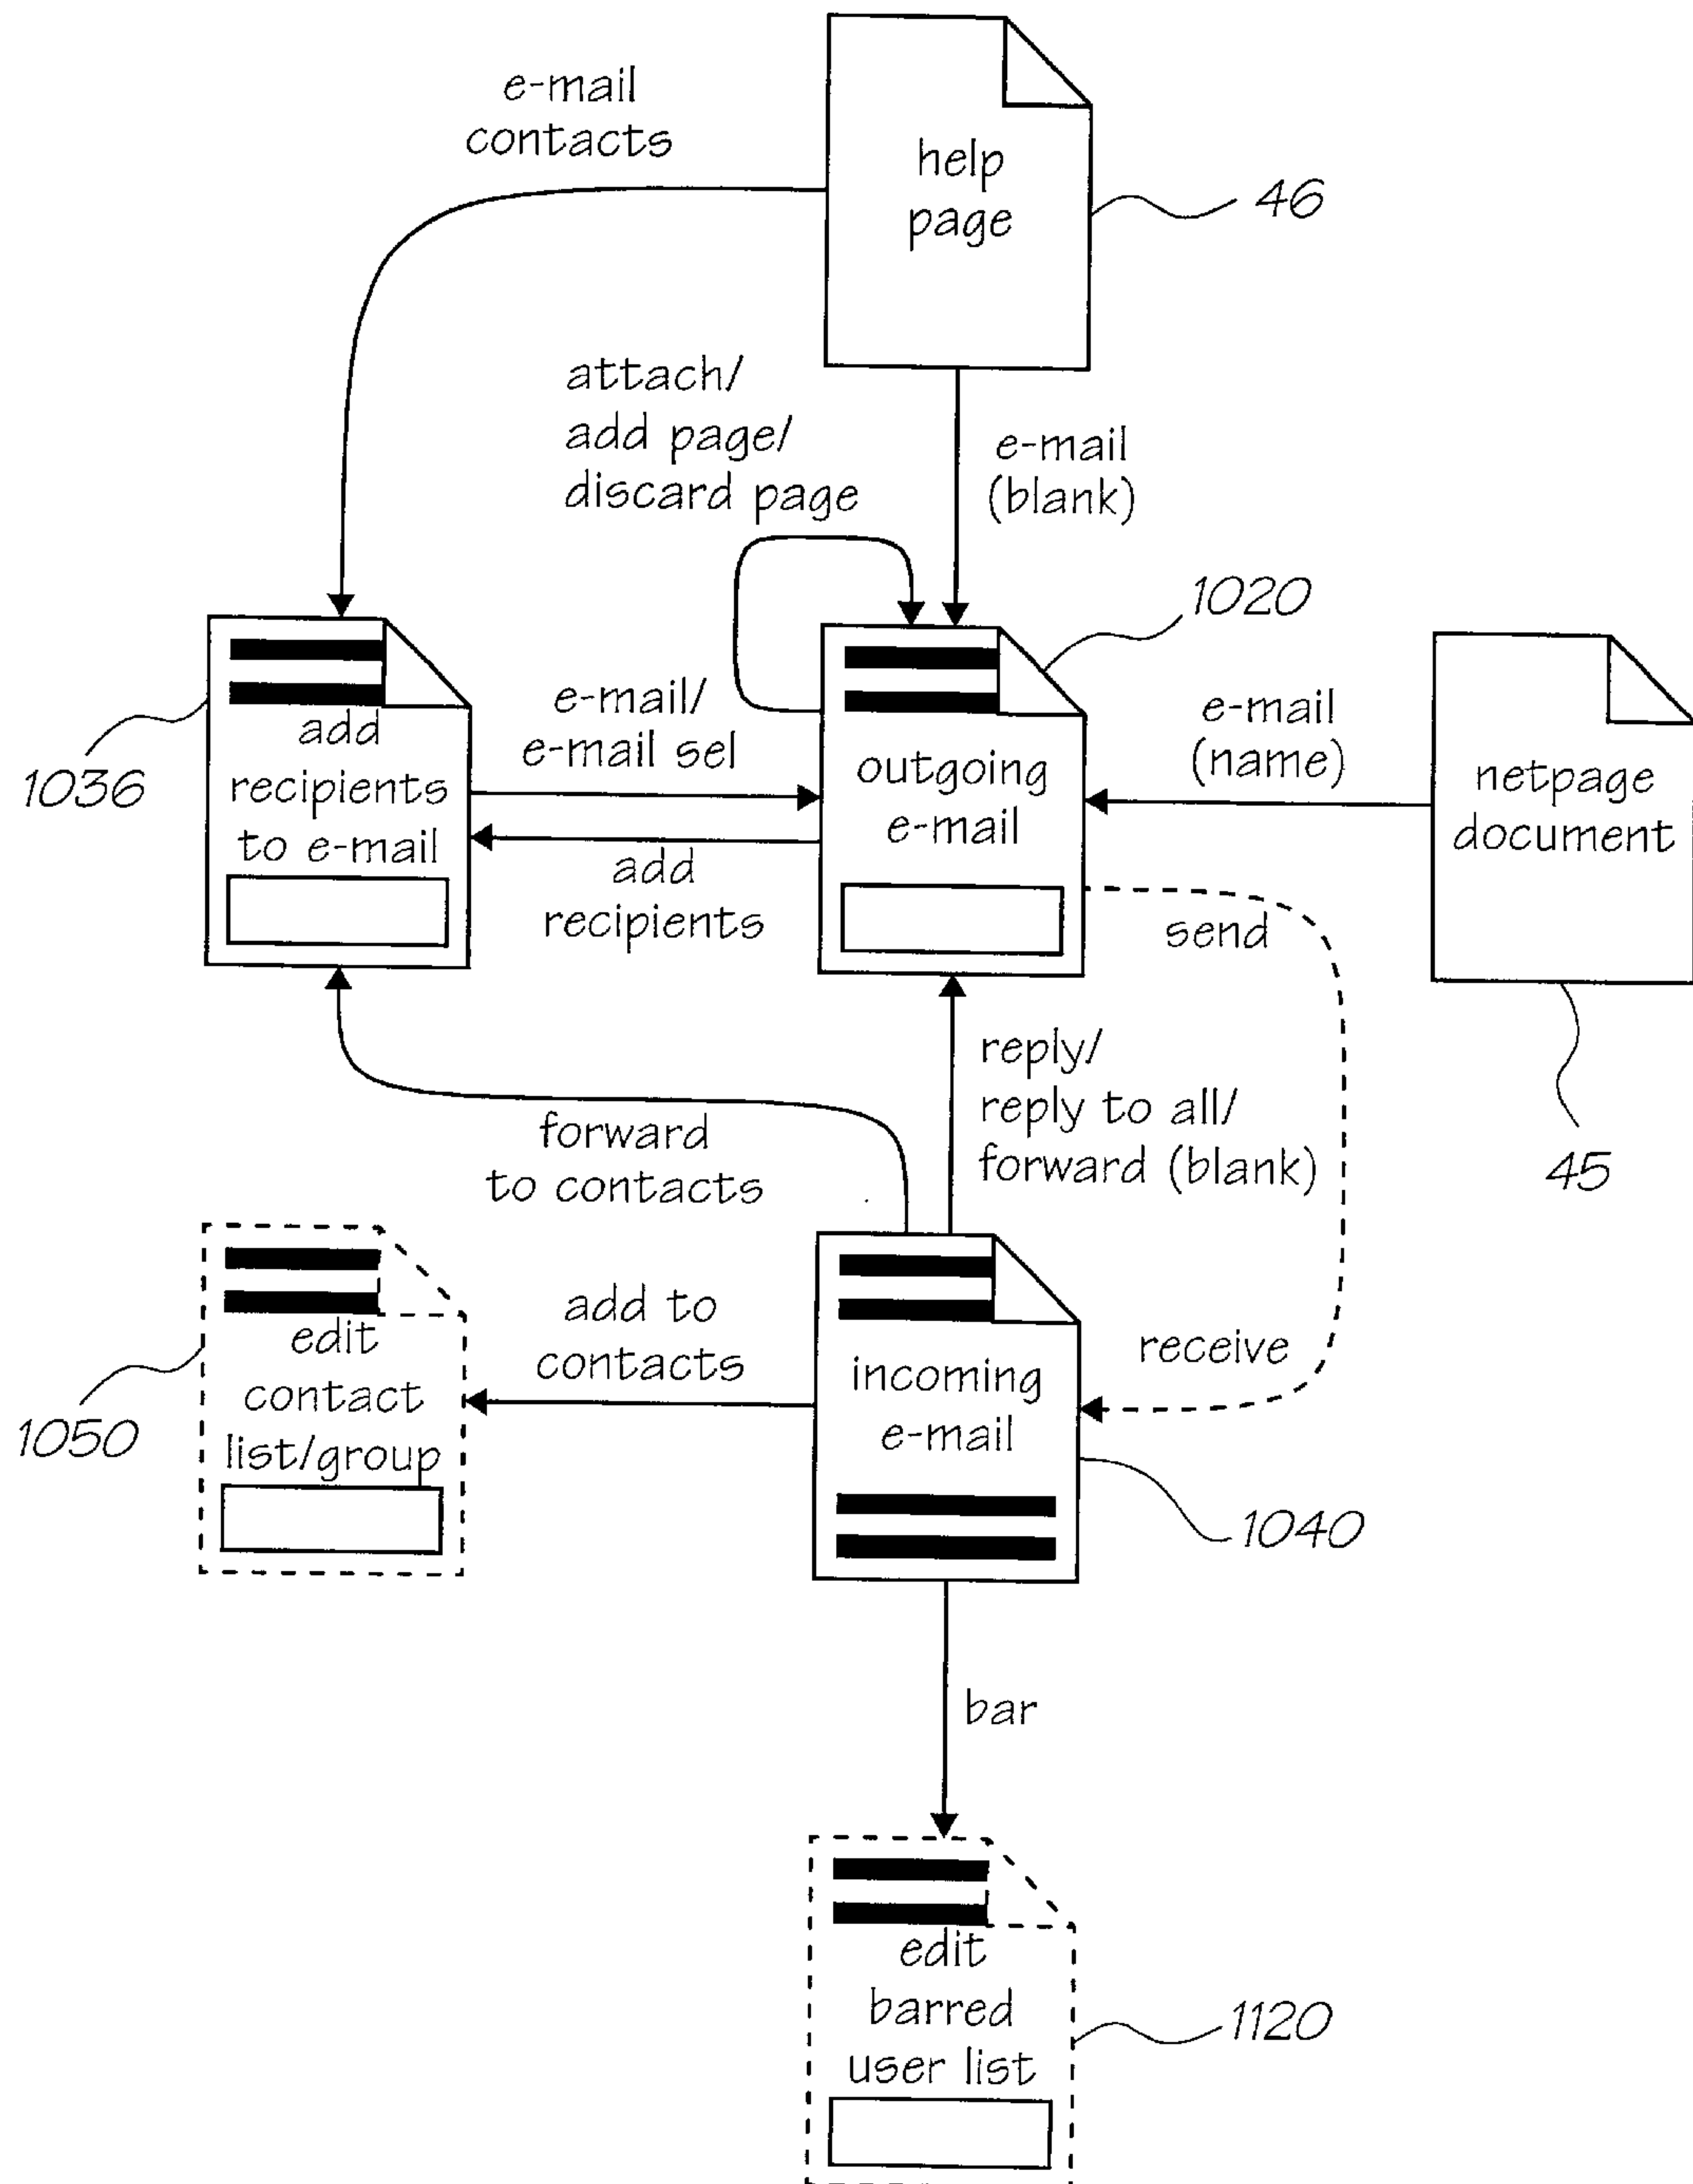 e-mail
contacts
help
page
46
attach/
add page/
discard page
e-mail
(blank)
1020
1036
add
recipients
to e-mail
e-mail/
e-mail sel
add
recipients
outgoing
e-mail
e-mail
(name)
netpage
document
45
send
receive
reply/
reply to all/
forward (blank)
forward
to contacts
1050
edit
contact
list/group
add to
contacts
incoming
e-mail
1040
bar
edit
barred
user list
1120